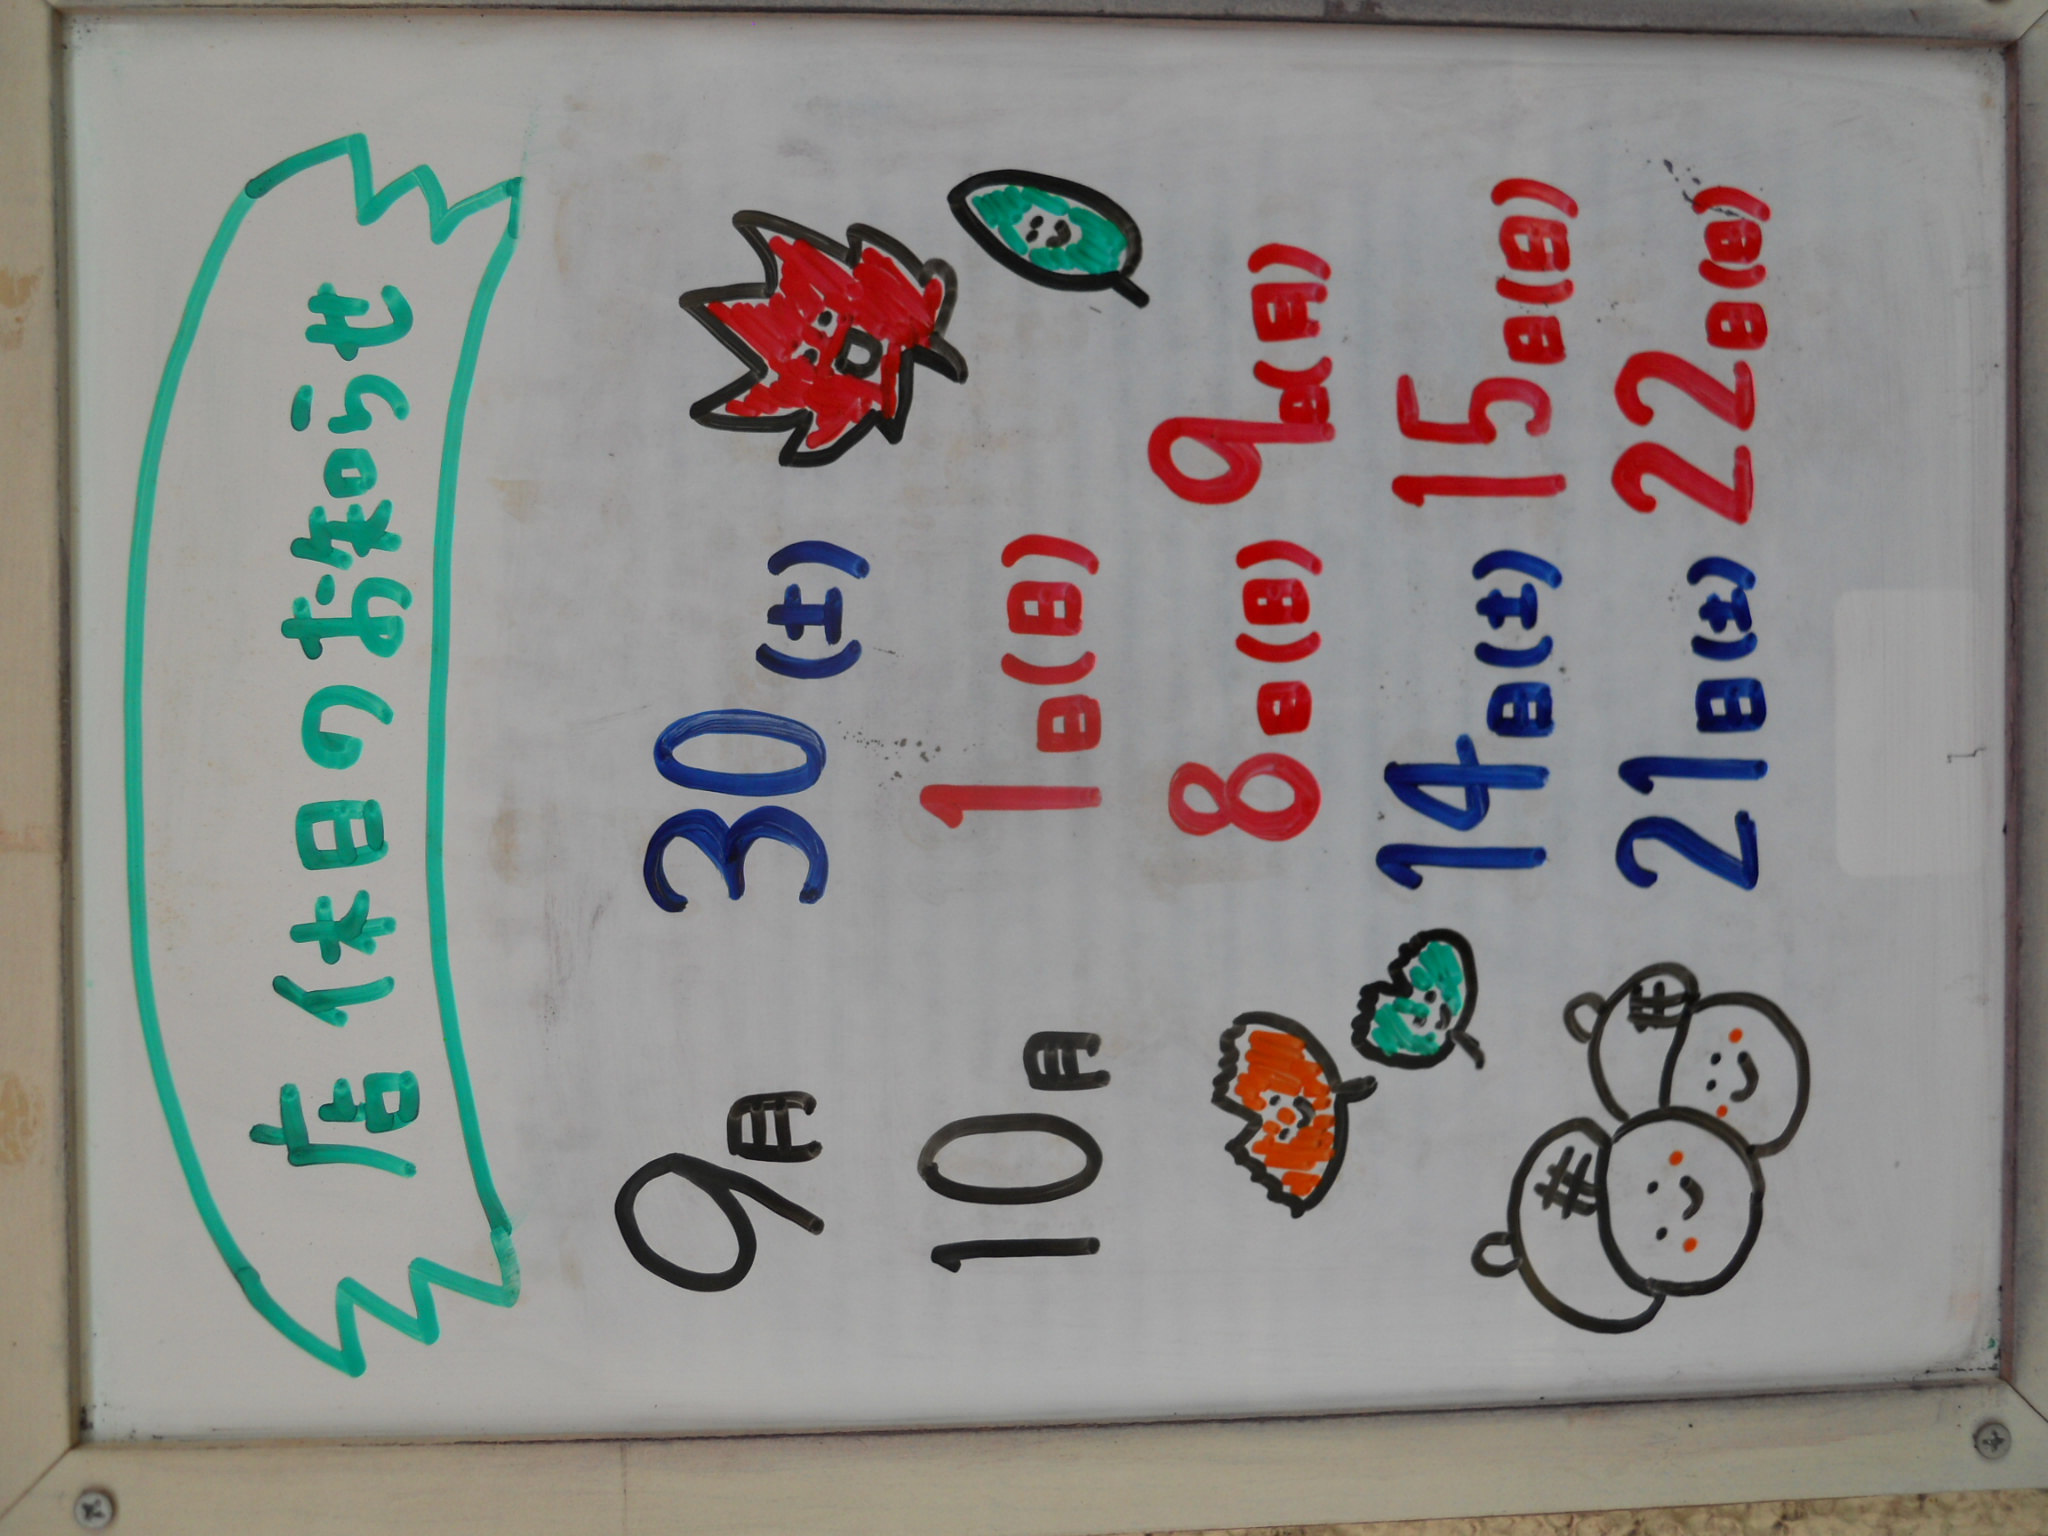 店休日のお知らせ
9月 30(土)
10月 1日(日)
8日(日) 9日(月)
14日(土) 15日(日)
21日(土) 22日(日)